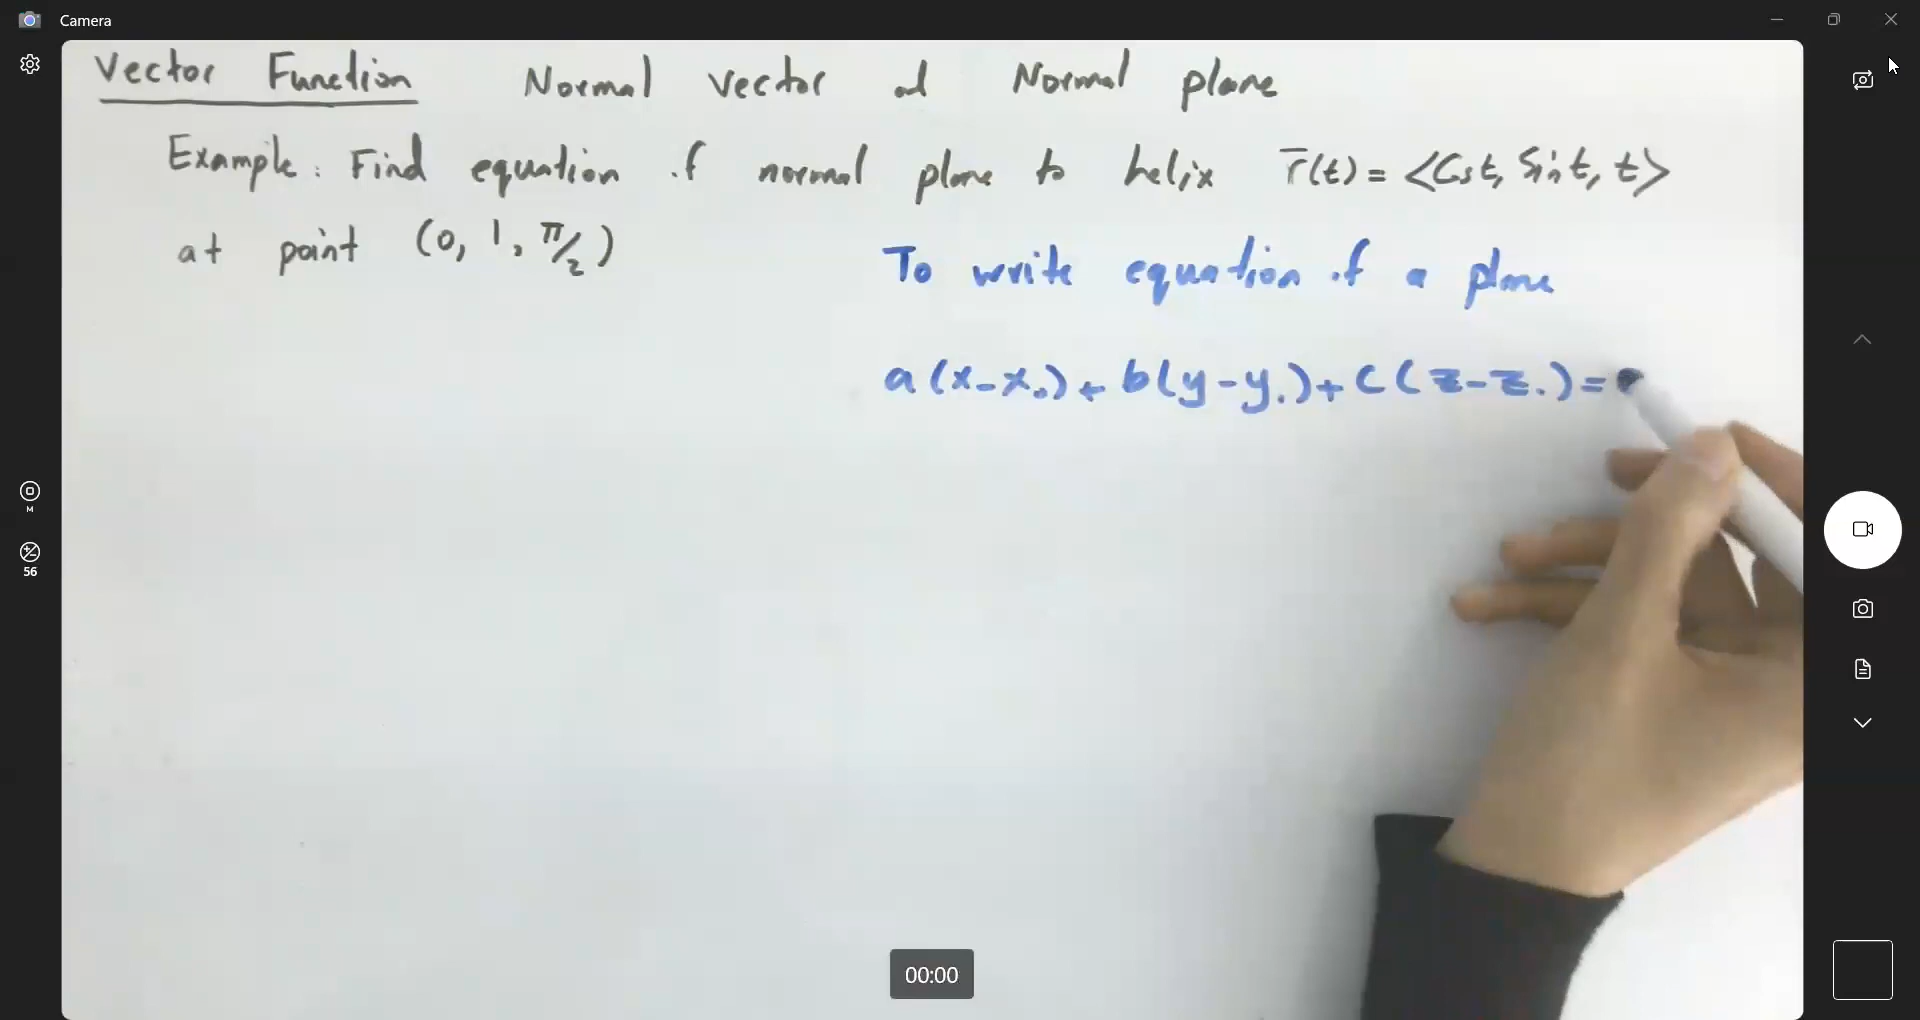 Camera
Vector Function Normal vector and Normal plane
Example: Find equation of normal plane to helix r̄(t) = <Cos t, Sin t, t>
at point (0, 1, π/2)
To write equation of a plane
a(x-x₀) + b(y-y₀) + c(z-z₀) = 0
M
56
00:00